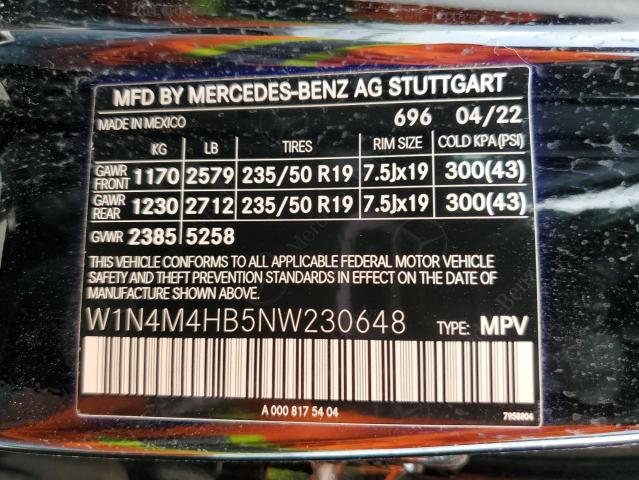 MFD BY MERCEDES-BENZ AG STUTTGART
MADE IN MEXICO 696 04/22
KG LB TIRES RIM SIZE COLD KPA(PSI)
GAWR FRONT 1170 2579 235/50 R19 7.5Jx19 300(43)
GAWR REAR 1230 2712 235/50 R19 7.5Jx19 300(43)
GVWR 2385 5258
THIS VEHICLE CONFORMS TO ALL APPLICABLE FEDERAL MOTOR VEHICLE
SAFETY AND THEFT PREVENTION STANDARDS IN EFFECT ON THE DATE
OF MANUFACTURE SHOWN ABOVE.
W1N4M4HB5NW230648 TYPE: MPV
A 000 817 54 04
7958804